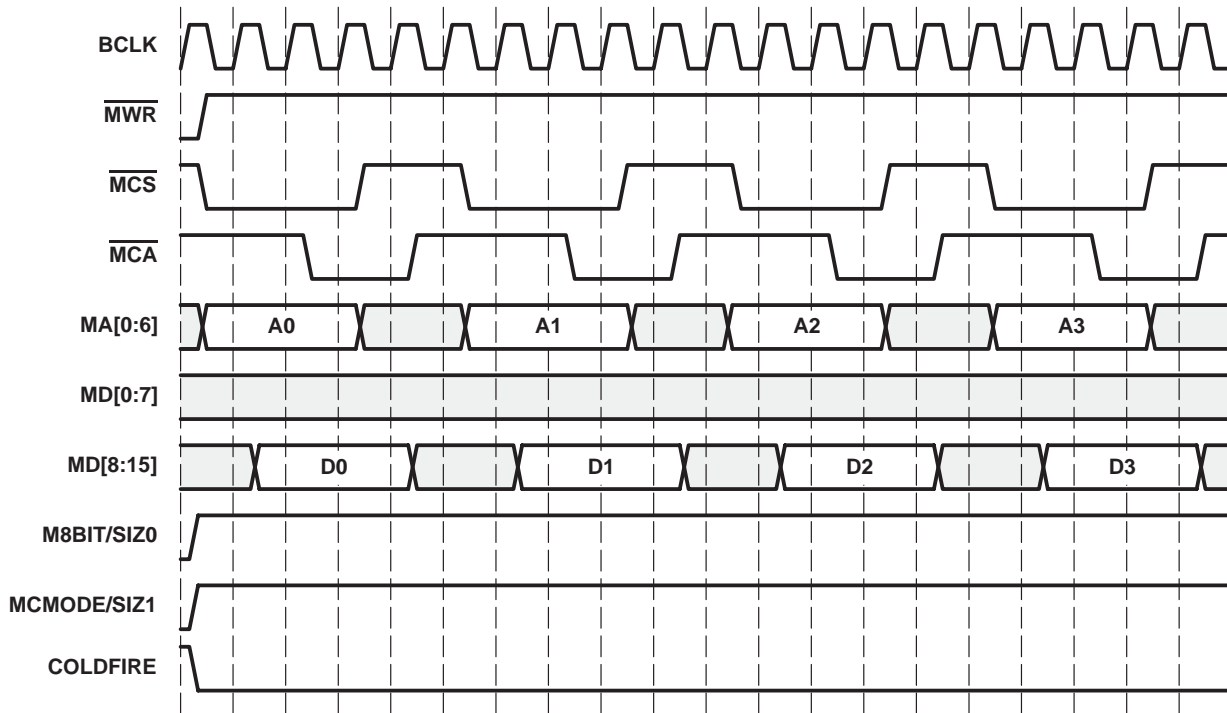 BCLK
MWR
MCS
MCA
MA[0:6] A0 A1 A2 A3
MD[0:7]
MD[8:15] D0 D1 D2 D3
M8BIT/SIZ0
MCMODE/SIZ1
COLDFIRE